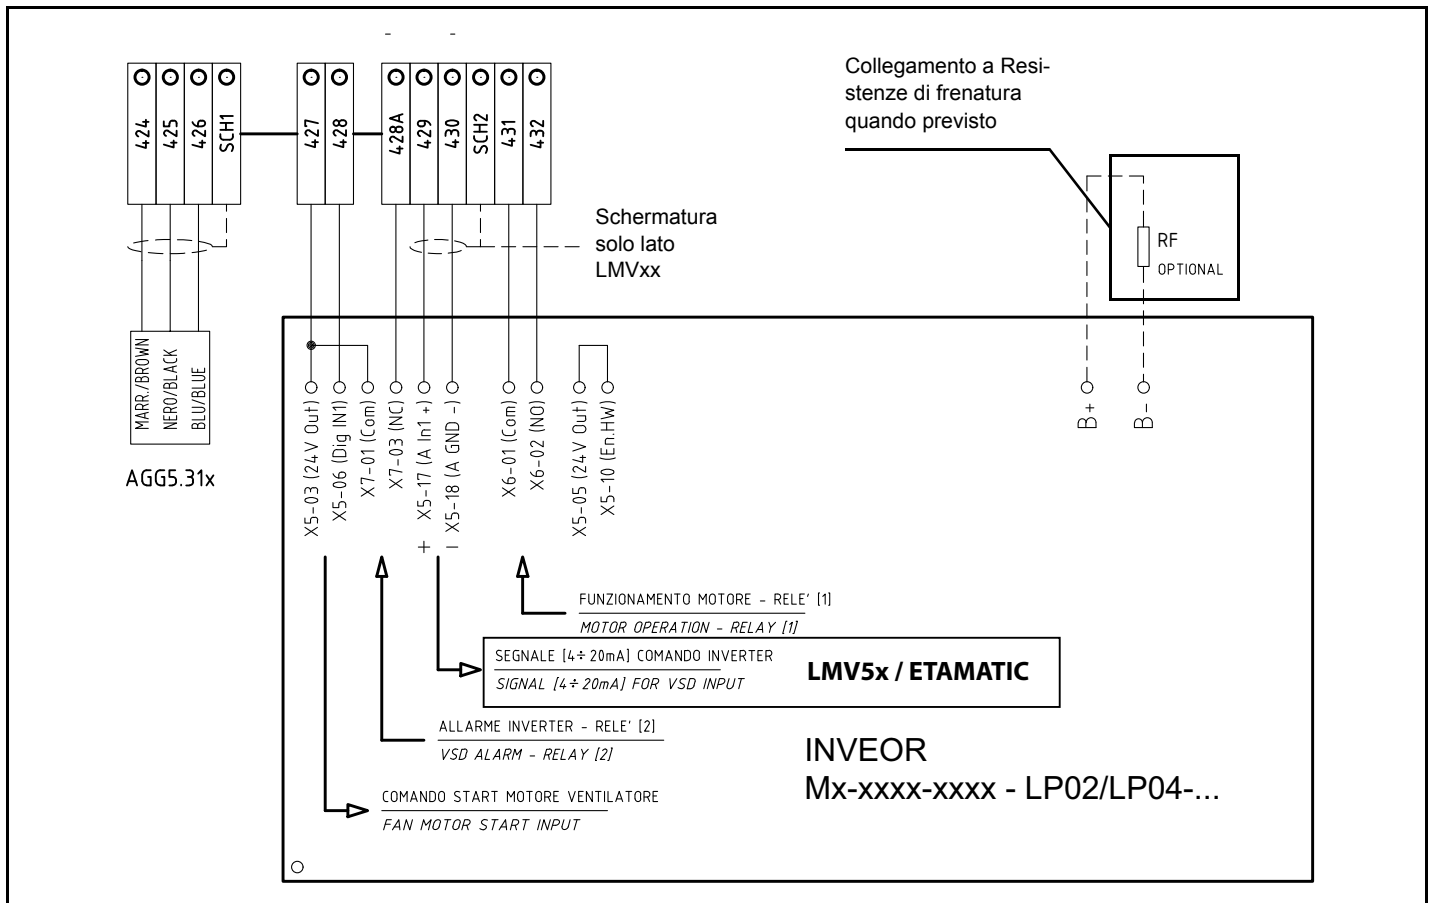 424
425
426
SCH1
427
428
428A
429
430
SCH2
431
432
Collegamento a Resi-
stenze di frenatura
quando previsto
Schermatura
solo lato
LMVxx
RF
OPTIONAL
MARR./BROWN
NERO/BLACK
BLU/BLUE
AGG5.31x
X5-03 (24V Out)
X5-06 (Dig IN1)
X7-01 (Com)
X7-03 (NC)
+ X5-17 (A In1 +)
- X5-18 (A GND -)
X6-01 (Com)
X6-02 (NO)
X5-05 (24V Out)
X5-10 (En.HW)
B+
B-
FUNZIONAMENTO MOTORE - RELE' [1]
MOTOR OPERATION - RELAY [1]
SEGNALE [4÷20mA] COMANDO INVERTER
SIGNAL [4÷20mA] FOR VSD INPUT
LMV5x / ETAMATIC
ALLARME INVERTER - RELE' [2]
VSD ALARM - RELAY [2]
INVEOR
Mx-xxxx-xxxx - LP02/LP04-...
COMANDO START MOTORE VENTILATORE
FAN MOTOR START INPUT